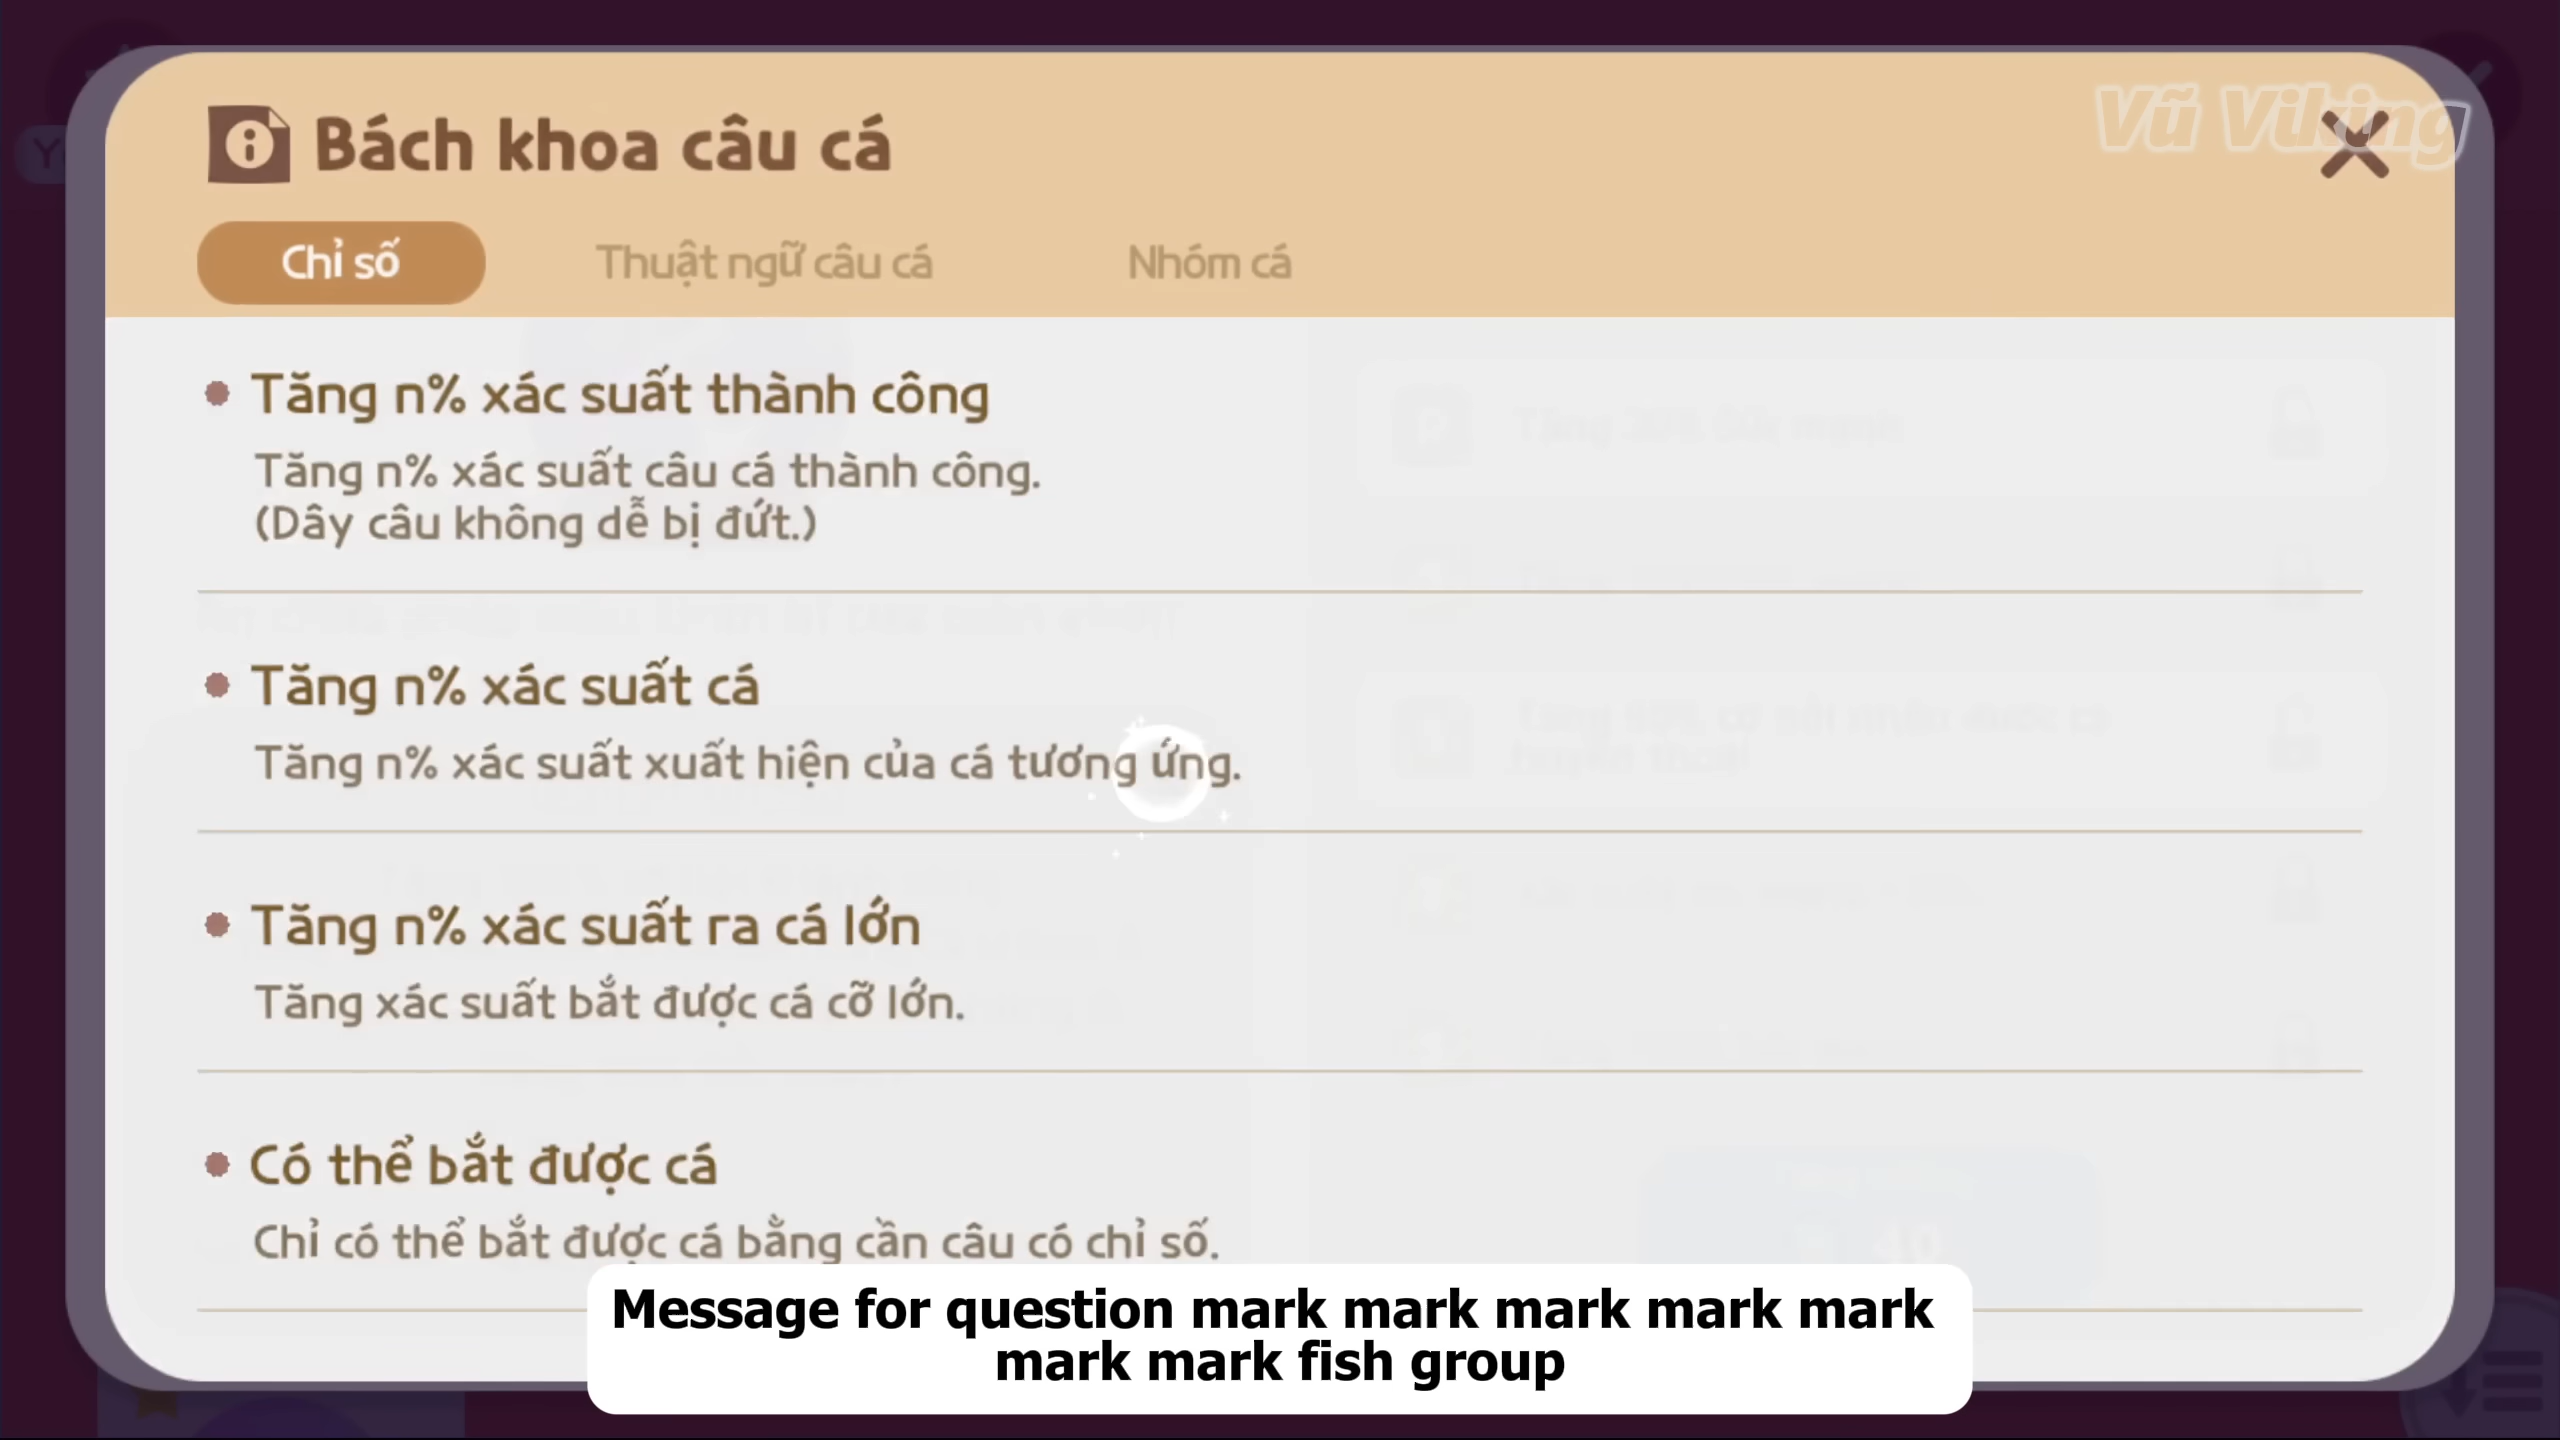 Bách khoa câu cá
Vũ Viking
Chỉ số
Thuật ngữ câu cá
Nhóm cá
Tăng n% xác suất thành công
Tăng n% xác suất câu cá thành công.
(Dây câu không dễ bị đứt.)
Tăng n% xác suất cá
Tăng n% xác suất xuất hiện của cá tương ứng.
Tăng n% xác suất ra cá lớn
Tăng xác suất bắt được cá cỡ lớn.
Có thể bắt được cá
Chỉ có thể bắt được cá bằng cần câu có chỉ số.
Message for question mark mark mark mark mark
mark mark fish group